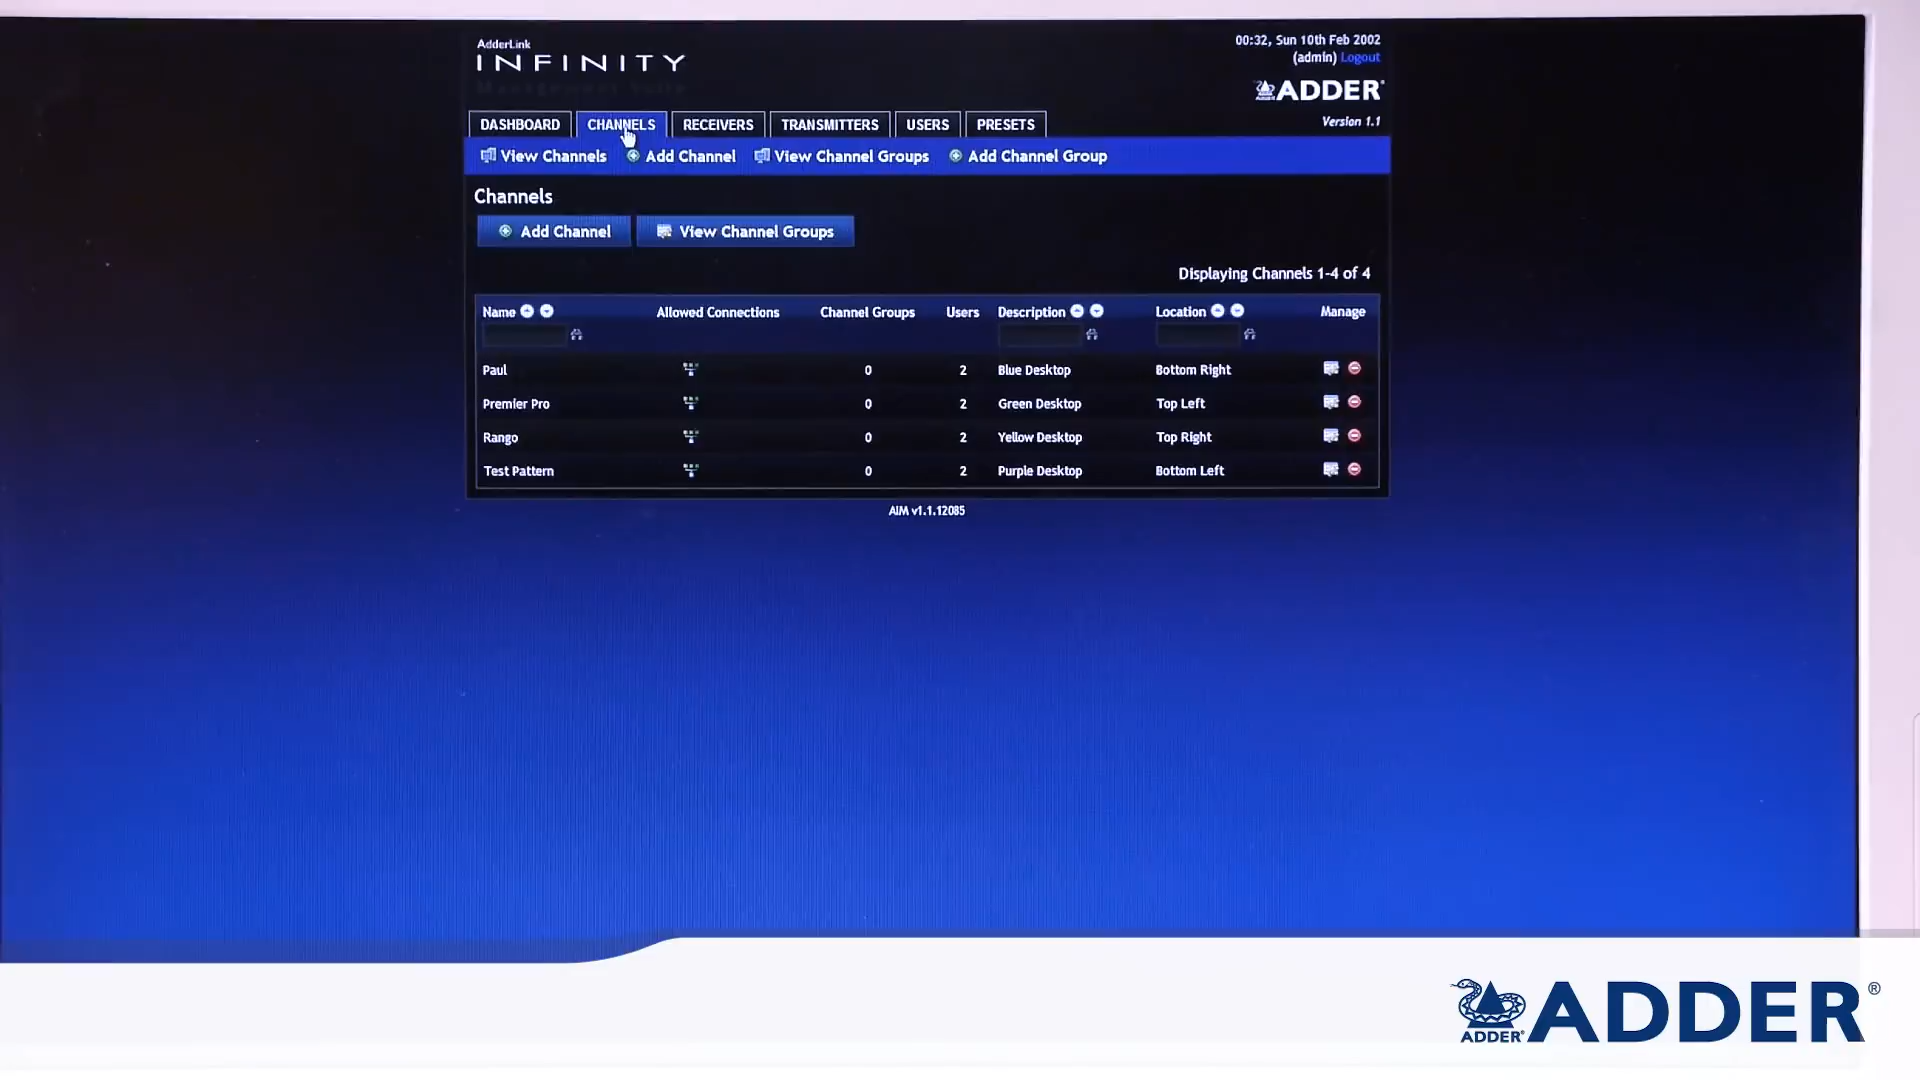 AdderLink
INFINITY
Management Suite
00:32, Sun 10th Feb 2002
(admin) Logout
ADDER
Version 1.1
DASHBOARD CHANNELS RECEIVERS TRANSMITTERS USERS PRESETS
View Channels Add Channel View Channel Groups Add Channel Group
Channels
Add Channel View Channel Groups
Displaying Channels 1-4 of 4
Name Allowed Connections Channel Groups Users Description Location Manage
Paul 0 2 Blue Desktop Bottom Right
Premier Pro 0 2 Green Desktop Top Left
Rango 0 2 Yellow Desktop Top Right
Test Pattern 0 2 Purple Desktop Bottom Left
AIM v1.1.12085
ADDER® ADDER®